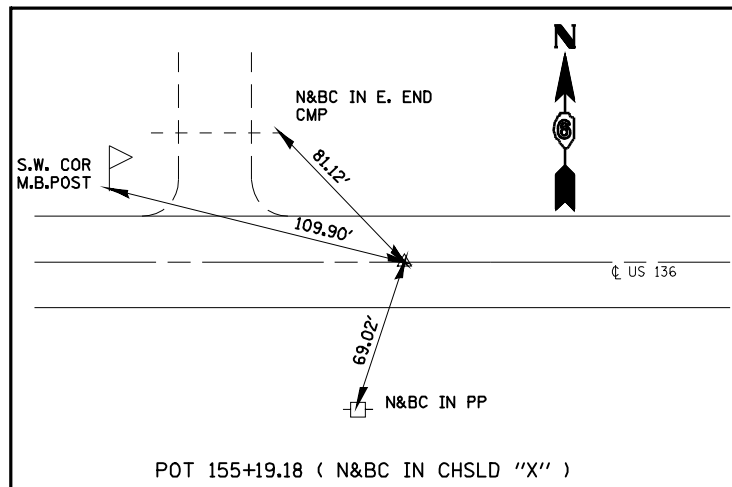 N
N&BC IN E. END
CMP
6
S.W. COR
M.B.POST
81.12'
109.90'
℄ US 136
69.02'
N&BC IN PP
POT 155+19.18 ( N&BC IN CHSLD "X" )